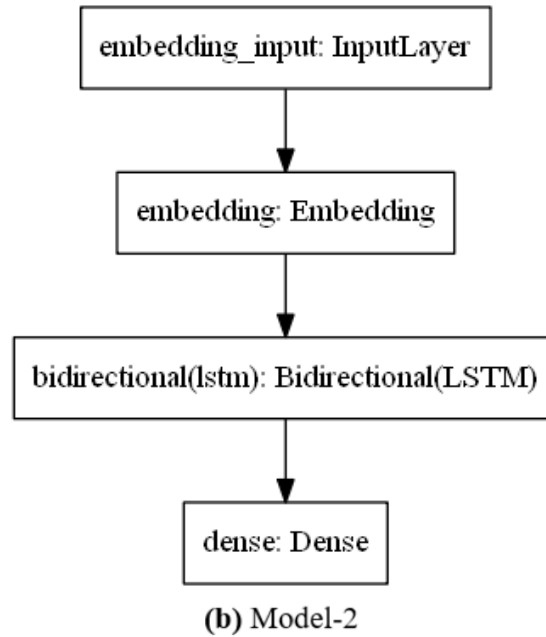 embedding_input: InputLayer
embedding: Embedding
bidirectional(lstm): Bidirectional(LSTM)
dense: Dense
(b) Model-2